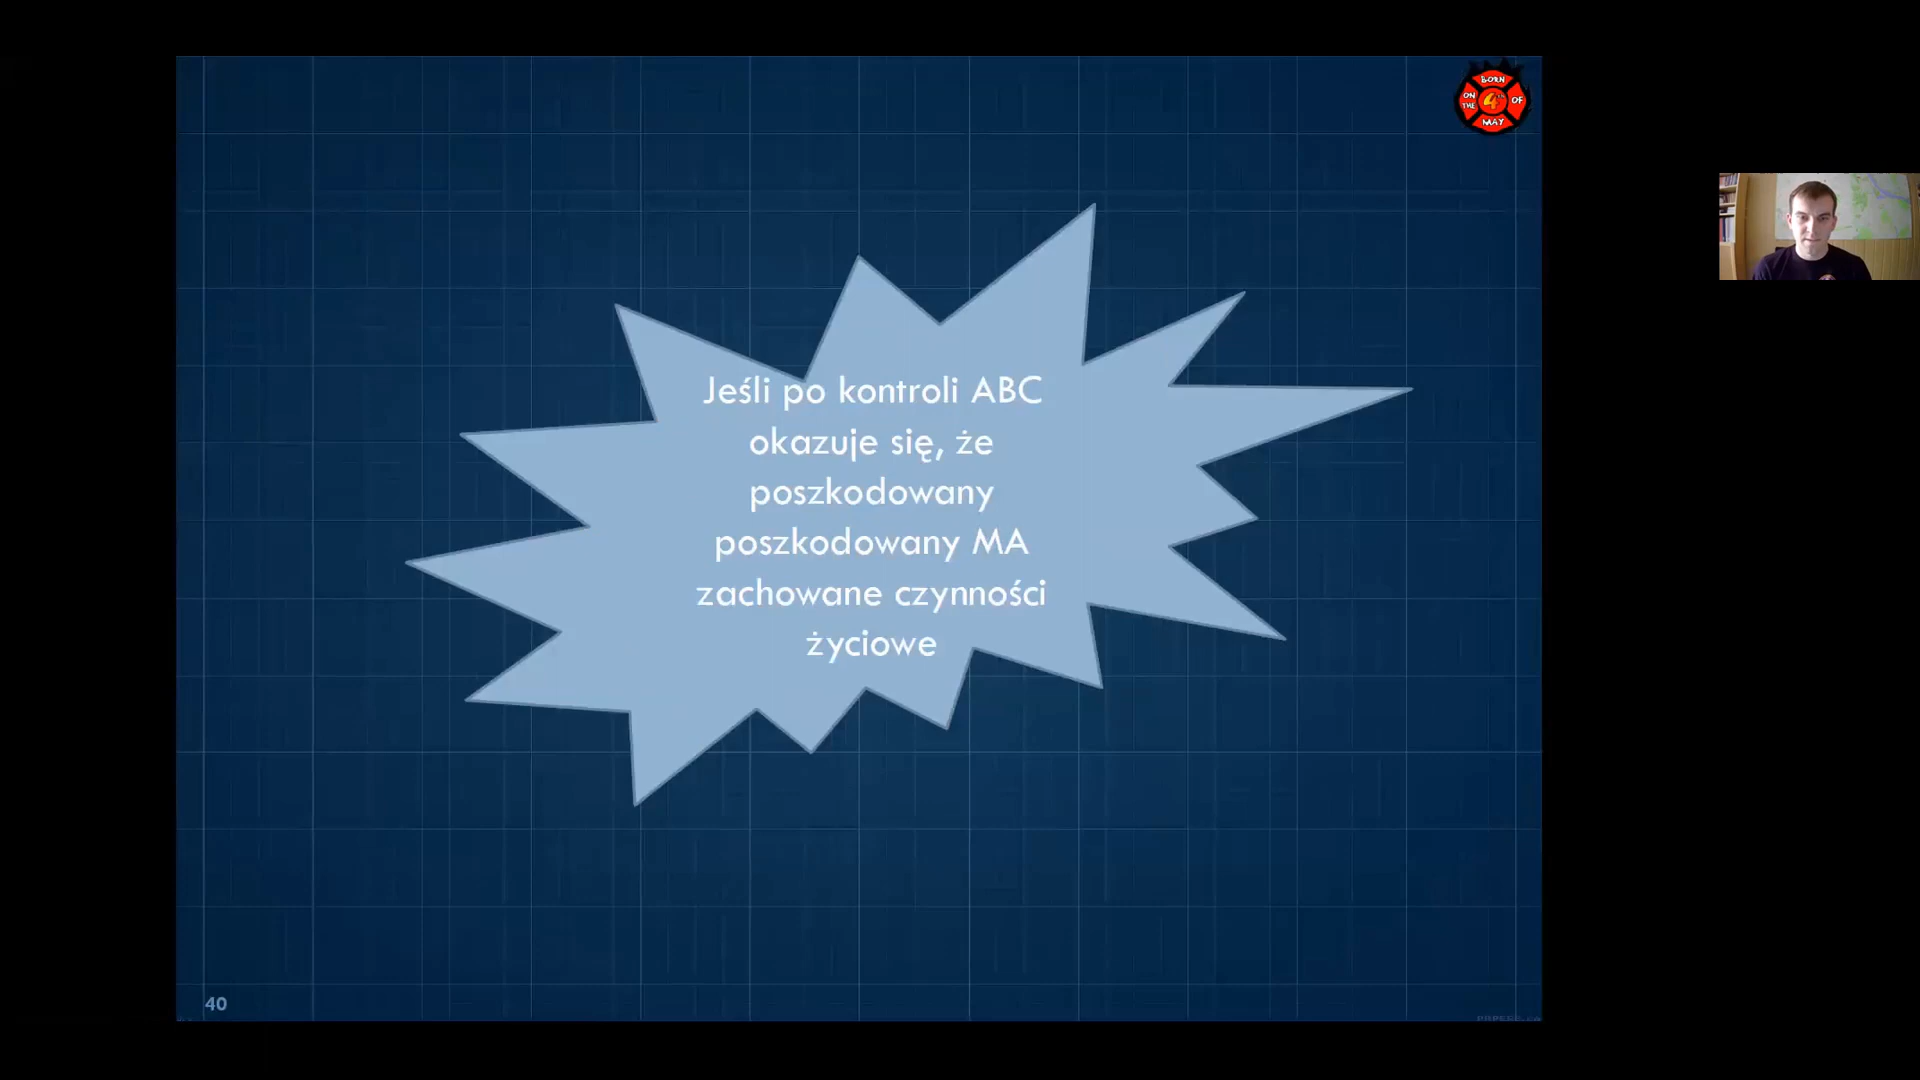 BORN
ON THE 4 OF
MAY
Jeśli po kontroli ABC
okazuje się, że
poszkodowany
poszkodowany MA
zachowane czynności
życiowe
40